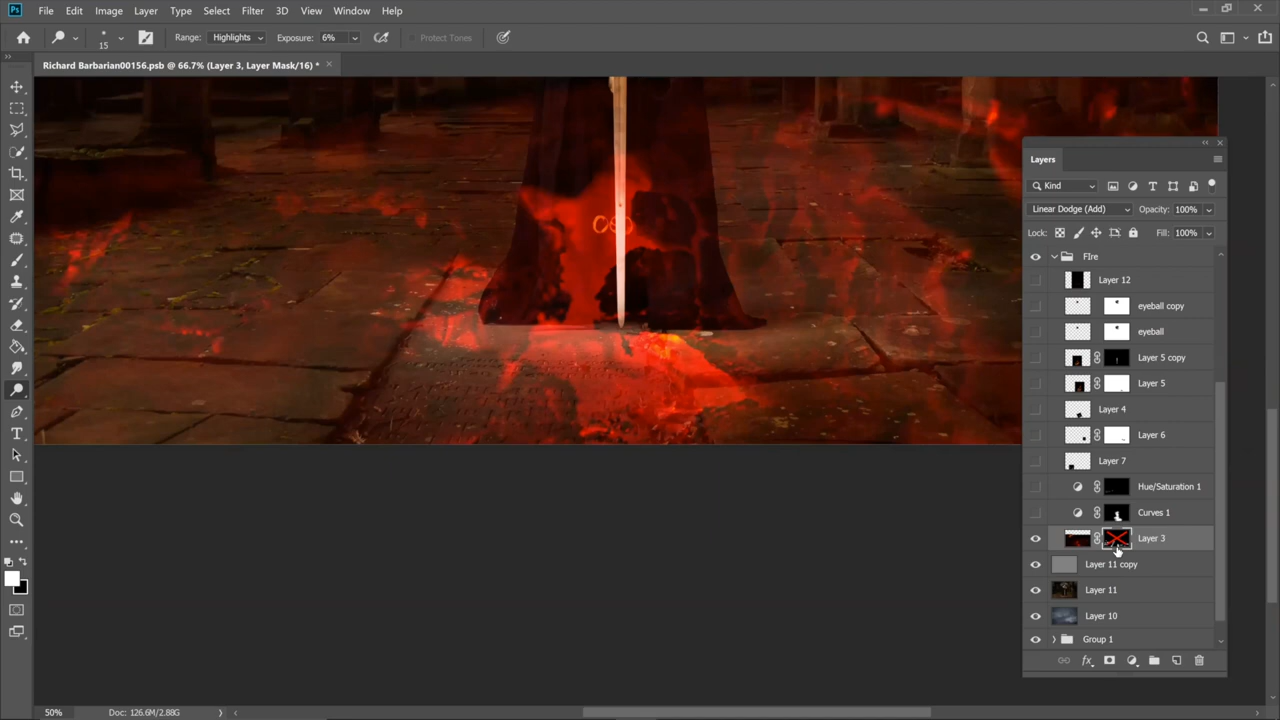 Ps File Edit Image Layer Type Select Filter 3D View Window Help
15 Range: Highlights Exposure: 6% Protect Tones
Richard Barbarian00156.psb @ 66.7% (Layer 3, Layer Mask/16) *
Layers
Kind
Linear Dodge (Add) Opacity: 100%
Lock: Fill: 100%
FIre
Layer 12
eyeball copy
eyeball
Layer 5 copy
Layer 5
Layer 4
Layer 6
Layer 7
Hue/Saturation 1
Curves 1
Layer 3
Layer 11 copy
Layer 11
Layer 10
Group 1
fx
50% Doc: 126.6M/2.88G